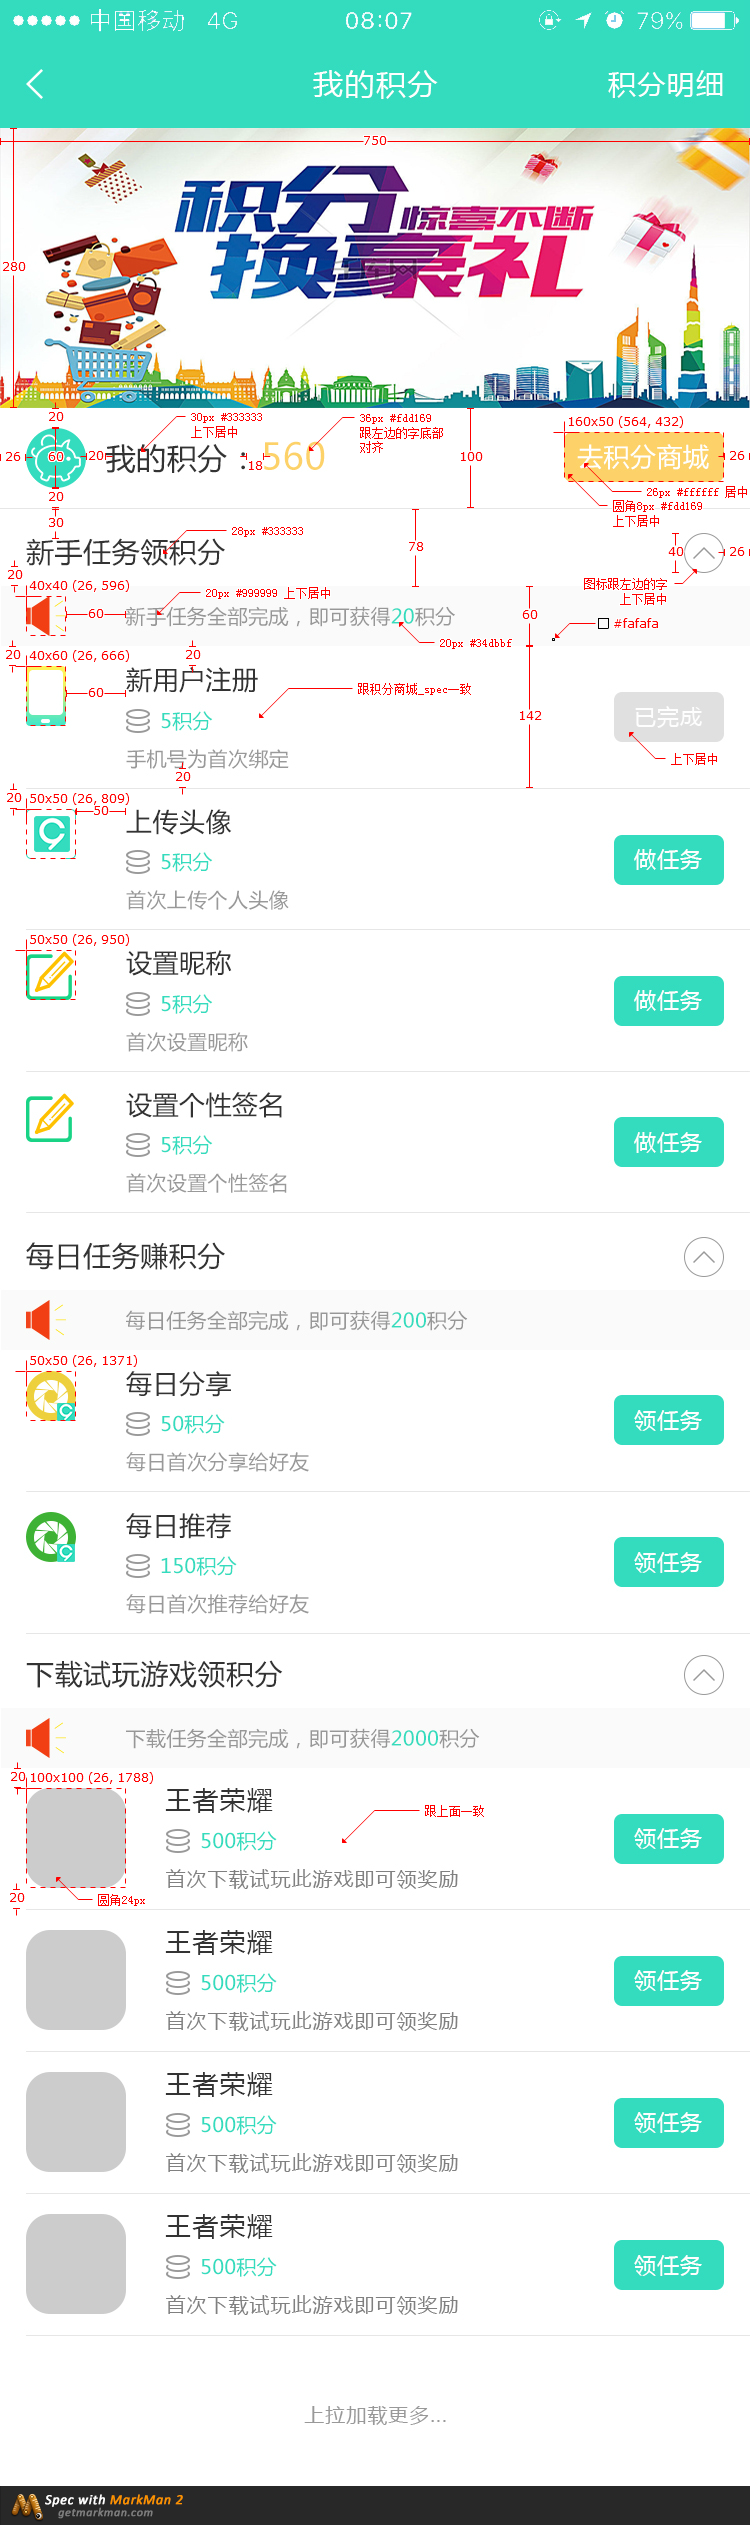 中国移动 4G 08:07 79%
我的积分 积分明细
750
280
积分 惊喜不断
换豪礼
20
30px #333333
上下居中
36px #fdd169
跟左边的字底部
对齐
160x50 (564, 432)
26 60 20 我的积分 : 18 560 100 去积分商城 26
20
26px #ffffff 居中
圆角8px #fdd169
上下居中
30
28px #333333
78
新手任务领积分 40 26
20
图标跟左边的字
上下居中
40x40 (26, 596)
20px #999999 上下居中
60 新手任务全部完成，即可获得20积分 60
#fafafa
20px #34dbbf
20 40x60 (26, 666) 20
新用户注册
60
跟积分商城_spec一致
5积分 142 已完成
手机号为首次绑定 上下居中
20
20 50x50 (26, 809)
50
上传头像
5积分 做任务
首次上传个人头像
50x50 (26, 950)
设置昵称
5积分 做任务
首次设置昵称
设置个性签名
5积分 做任务
首次设置个性签名
每日任务赚积分
每日任务全部完成，即可获得200积分
50x50 (26, 1371)
每日分享
50积分 领任务
每日首次分享给好友
每日推荐
150积分 领任务
每日首次推荐给好友
下载试玩游戏领积分
下载任务全部完成，即可获得2000积分
20 100x100 (26, 1788)
王者荣耀
跟上面一致
500积分 领任务
首次下载试玩此游戏即可领奖励
20 圆角24px
王者荣耀
500积分 领任务
首次下载试玩此游戏即可领奖励
王者荣耀
500积分 领任务
首次下载试玩此游戏即可领奖励
王者荣耀
500积分 领任务
首次下载试玩此游戏即可领奖励
上拉加载更多...
Spec with MarkMan 2
getmarkman.com